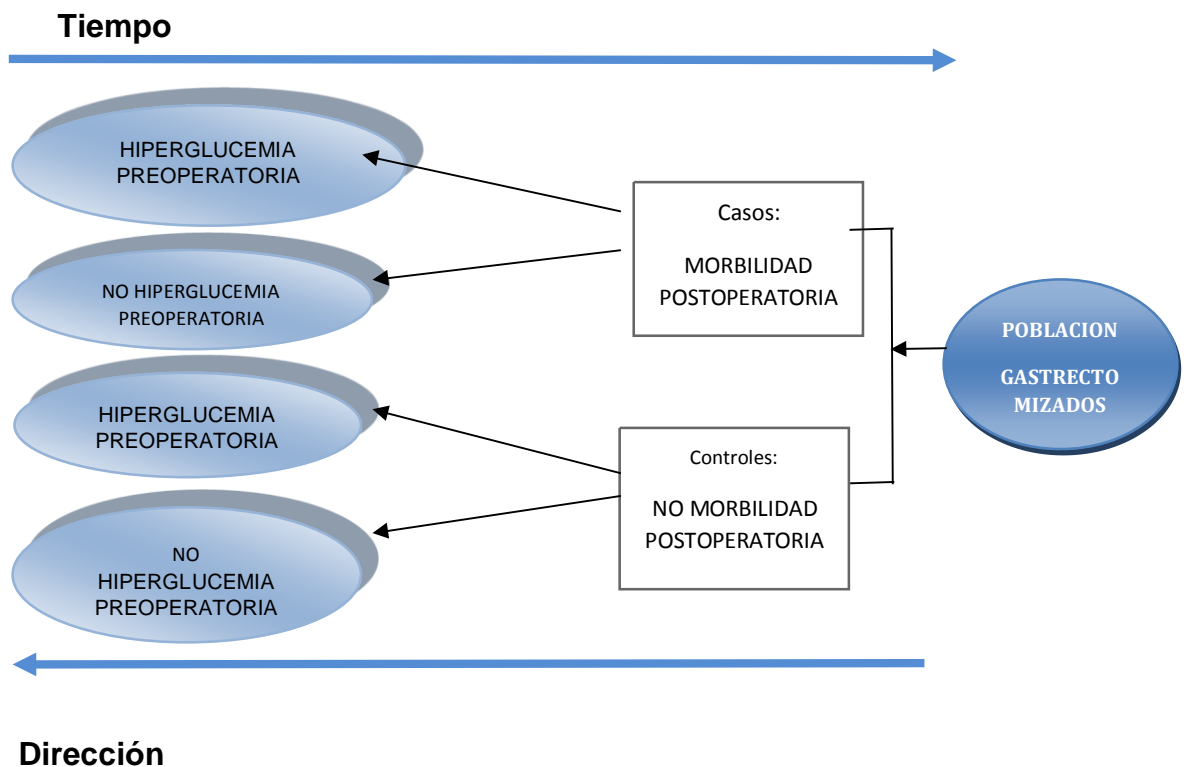 Tiempo
HIPERGLUCEMIA
PREOPERATORIA
NO HIPERGLUCEMIA
PREOPERATORIA
HIPERGLUCEMIA
PREOPERATORIA
NO
HIPERGLUCEMIA
PREOPERATORIA
Casos:
MORBILIDAD
POSTOPERATORIA
Controles:
NO MORBILIDAD
POSTOPERATORIA
POBLACION
GASTRECTO
MIZADOS
Dirección